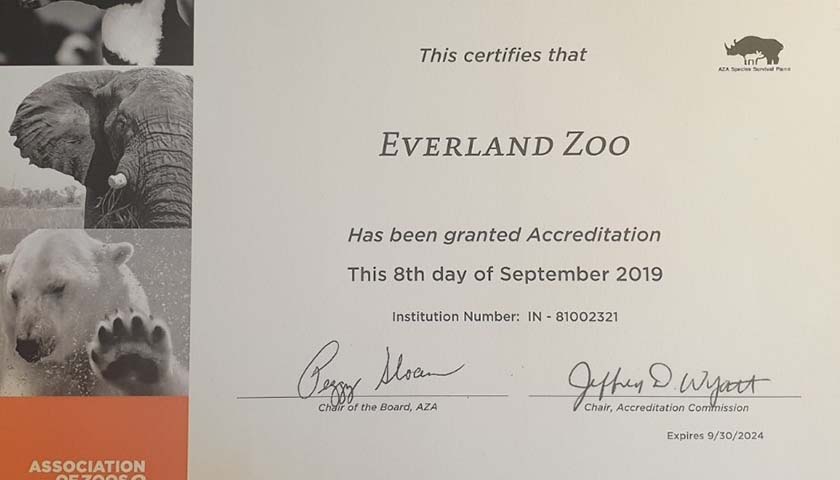 This certifies that
AZA Species Survival Plans
EVERLAND ZOO
Has been granted Accreditation
This 8th day of September 2019
Institution Number: IN - 81002321
Peggy Sloan
Jeffrey D. Wyatt
Chair of the Board, AZA
Chair, Accreditation Commission
Expires 9/30/2024
ASSOCIATION
OF ZOOS &